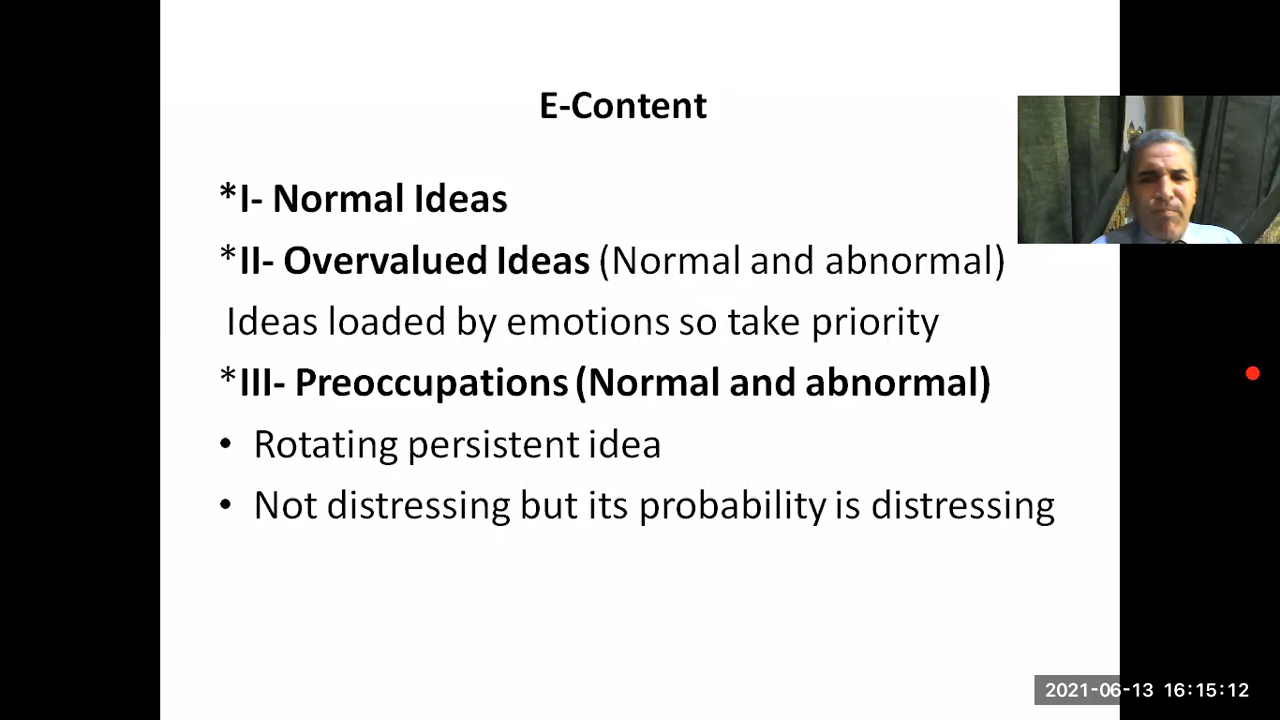 E-Content
*I- Normal Ideas
*II- Overvalued Ideas (Normal and abnormal)
Ideas loaded by emotions so take priority
*III- Preoccupations (Normal and abnormal)
• Rotating persistent idea
• Not distressing but its probability is distressing
2021-06-13 16:15:12